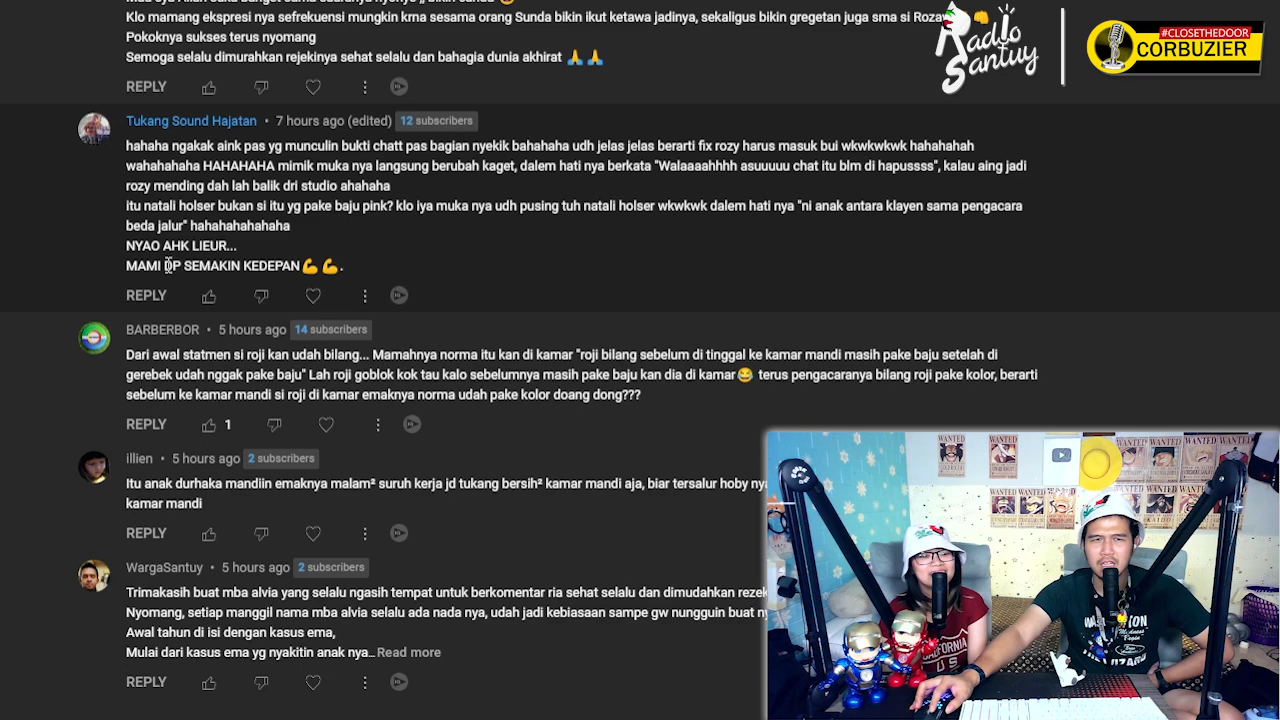 Klo mamang ekspresi nya sefrekuensi mungkin krna sesama orang Sunda bikin ikut ketawa jadinya, sekaligus bikin gregetan juga sma si Roza
Pokoknya sukses terus nyomang
Semoga selalu dimurahkan rejekinya sehat selalu dan bahagia dunia akhirat 🙏 🙏
Radio Santuy
#CLOSETHEDOOR
CORBUZIER
REPLY
Tukang Sound Hajatan • 7 hours ago (edited) 12 subscribers
hahaha ngakak aink pas yg munculin bukti chatt pas bagian nyekik bahahaha udh jelas jelas berarti fix rozy harus masuk bui wkwkwkwk hahahahah
wahahahaha HAHAHAHA mimik muka nya langsung berubah kaget, dalem hati nya berkata "Walaaaahhhh asuuuuu chat itu blm di hapussss", kalau aing jadi
rozy mending dah lah balik dri studio ahahaha
itu natali holser bukan si itu yg pake baju pink? klo iya muka nya udh pusing tuh natali holser wkwkwk dalem hati nya "ni anak antara klayen sama pengacara
beda jalur" hahahahahahaha
NYAO AHK LIEUR...
MAMI DP SEMAKIN KEDEPAN💪 💪.
REPLY
BARBERBOR • 5 hours ago 14 subscribers
Dari awal statmen si roji kan udah bilang... Mamahnya norma itu kan di kamar "roji bilang sebelum di tinggal ke kamar mandi masih pake baju setelah di
gerebek udah nggak pake baju" Lah roji goblok kok tau kalo sebelumnya masih pake baju kan dia di kamar😂 terus pengacaranya bilang roji pake kolor, berarti
sebelum ke kamar mandi si roji di kamar emaknya norma udah pake kolor doang dong???
REPLY 1
illien • 5 hours ago 2 subscribers
Itu anak durhaka mandiin emaknya malam² suruh kerja jd tukang bersih² kamar mandi aja, biar tersalur hoby nya
kamar mandi
REPLY
WargaSantuy • 5 hours ago 2 subscribers
Trimakasih buat mba alvia yang selalu ngasih tempat untuk berkomentar ria sehat selalu dan dimudahkan rezek
Nyomang, setiap manggil nama mba alvia selalu ada nada nya, udah jadi kebiasaan sampe gw nungguin buat ny
Awal tahun di isi dengan kasus ema,
Mulai dari kasus ema yg nyakitin anak nya... Read more
REPLY
WANTED
WANTED
WANTED
WANTED
WANTED
WANTED
CALIFORNIA
US